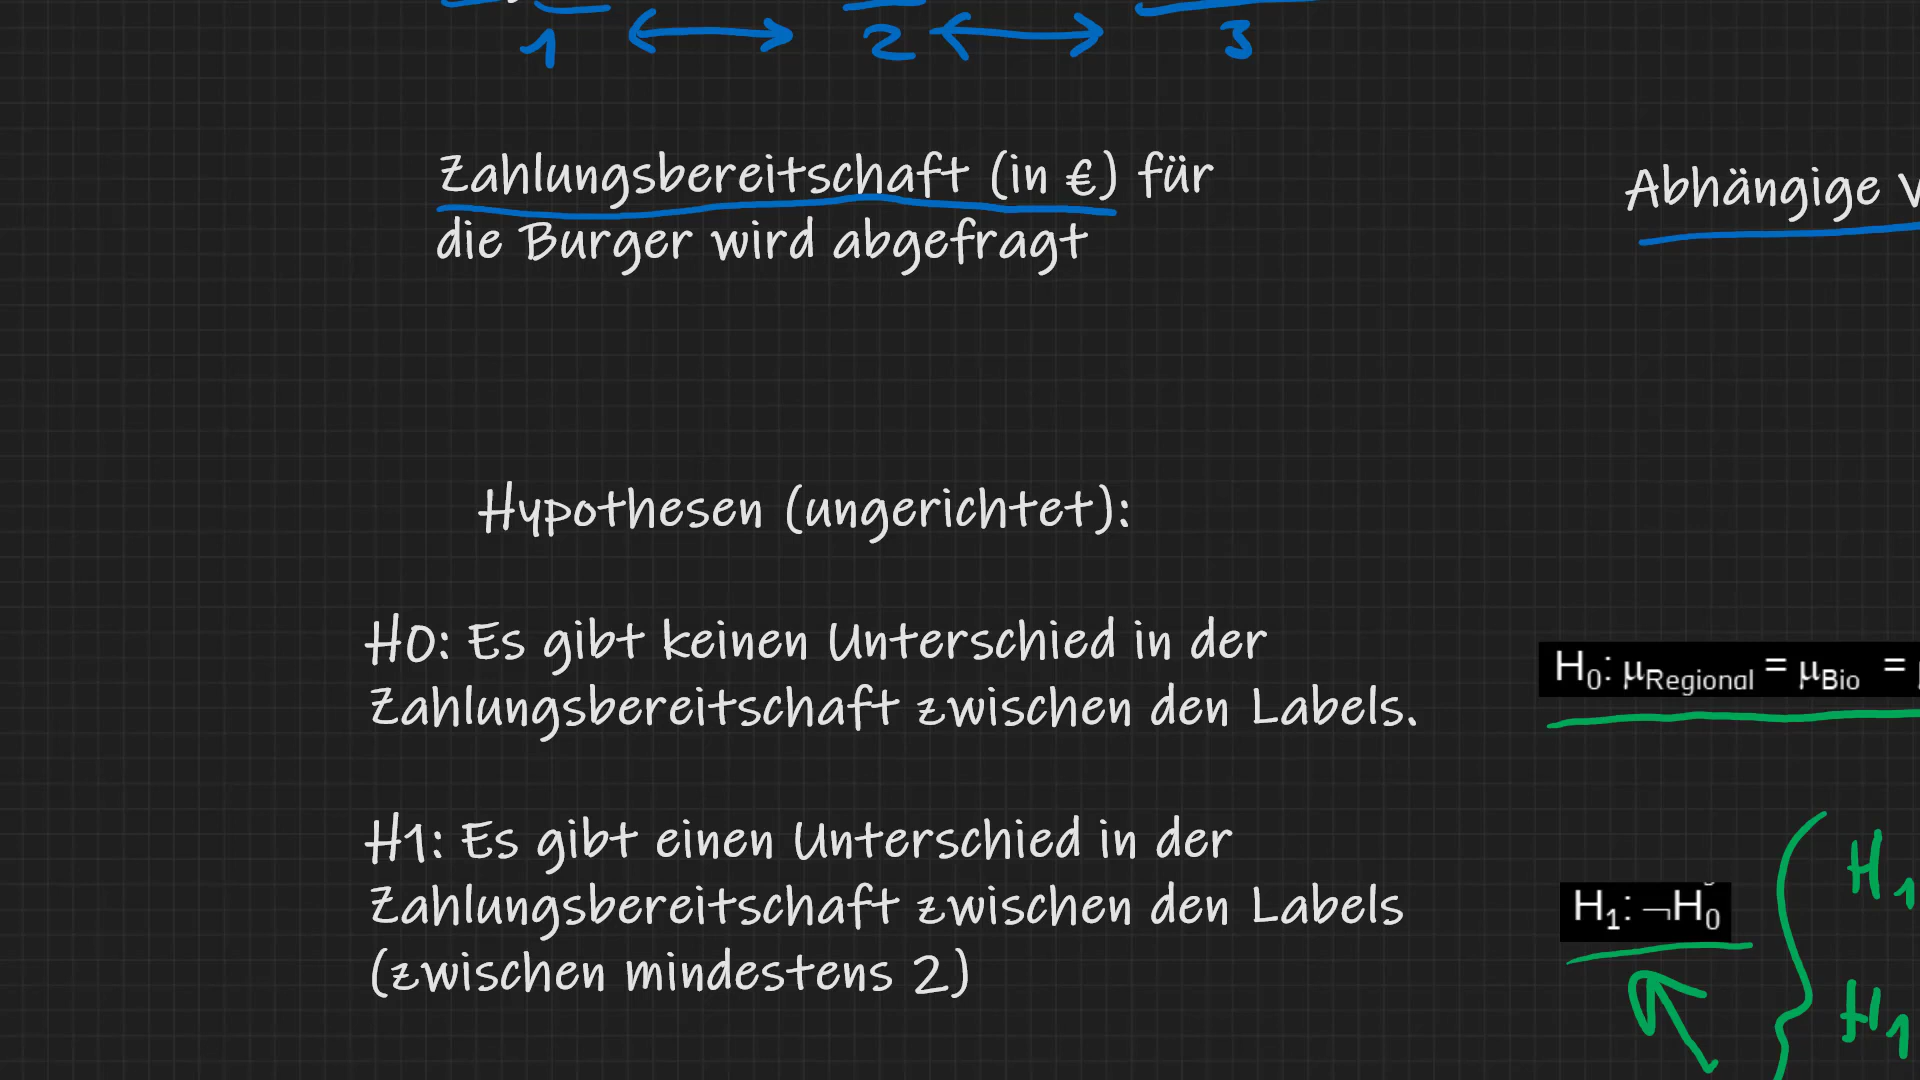 1 2 3
Zahlungsbereitschaft (in €) für
die Burger wird abgefragt
Abhängige
Hypothesen (ungerichtet):
H0: Es gibt keinen Unterschied in der
Zahlungsbereitschaft zwischen den Labels.
H₀: μRegional = μBio =
H1: Es gibt einen Unterschied in der
Zahlungsbereitschaft zwischen den Labels
(zwischen mindestens 2)
H₁: ¬H₀
H₁
H₁